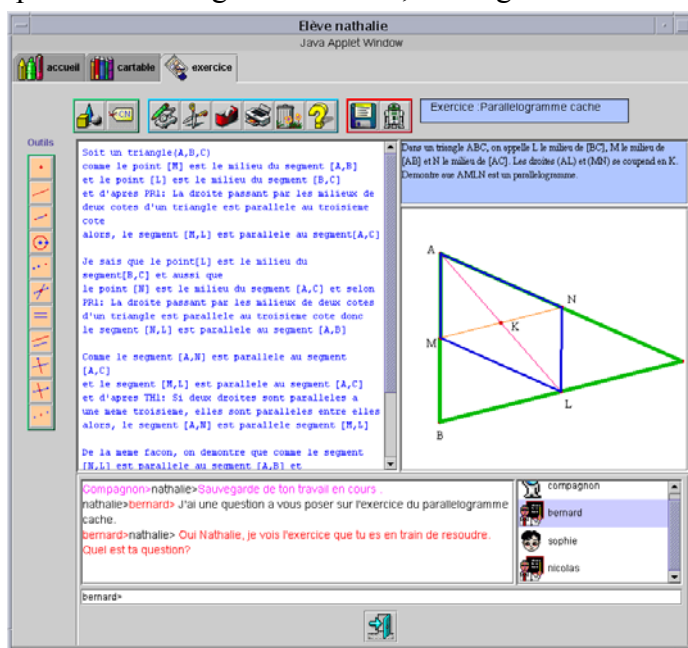 Elève nathalie
Java Applet Window
accueil
cartable
exercice
CN
Exercice :Parallelogramme cache
Outils
Soit un triangle(A,B,C)
comme le point [M] est le milieu du segment [A,B]
et le point [L] est le milieu du segment [B,C]
et d'apres PR1: La droite passant par les milieux de
deux cotes d'un triangle est parallele au troisieme
cote
alors, le segment [M,L] est parallele au segment[A,C]
Je sais que le point[L] est le milieu du
segment[B,C] et aussi que
le point [N] est le milieu du segment [A,C] et selon
PR1: La droite passant par les milieux de deux cotes
d'un triangle est parallele au troisieme cote donc
le segment [N,L] est parallele au segment [A,B]
Comme le segment [A,N] est parallele au segment
[A,C]
et le segment [M,L] est parallele au segment [A,C]
et d'apres TH1: Si deux droites sont paralleles a
une meme troisieme, elles sont paralleles entre elles
alors, le segment [A,N] est parallele segment [M,L]
De la meme facon, on demontre que comme le segment
[N,L] est parallele au segment [A,B] et
Dans un triangle ABC, on appelle L le milieu de [BC], M le milieu de
[AB] et N le milieu de [AC]. Les droites (AL) et (MN) se coupend en K.
Demontre que AMLN est un parallelogramme.
A
N
K
M
L
B
Compagnon>nathalie>Sauvegarde de ton travail en cours .
nathalie>bernard> J'ai une question a vous poser sur l'exercice du parallelogramme
cache.
bernard>nathalie> Oui Nathalie, je vois l'exercice que tu es en train de resoudre.
Quel est ta question?
compagnon
bernard
sophie
nicolas
bernard>